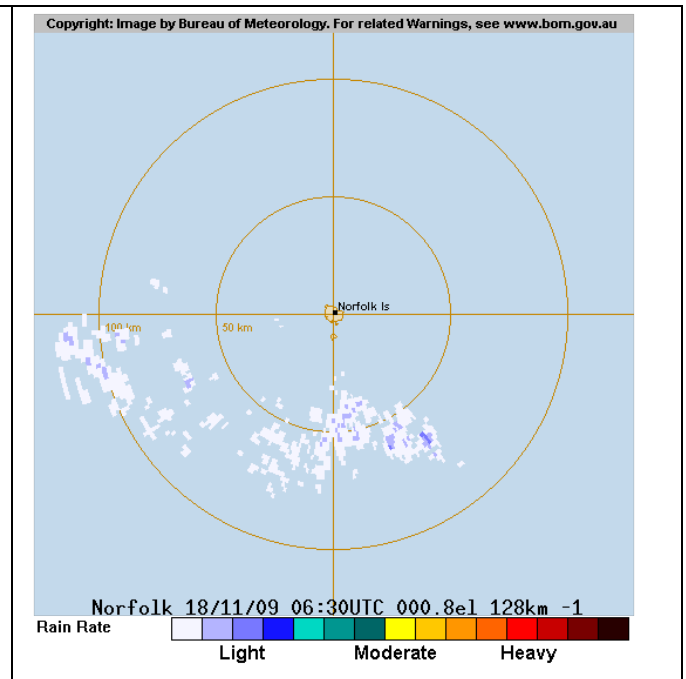 Copyright: Image by Bureau of Meteorology. For related Warnings, see www.bom.gov.au
Norfolk Is
100 km
50 km
Norfolk 18/11/09 06:30UTC 000.8el 128km -1
Rain Rate
Light Moderate Heavy